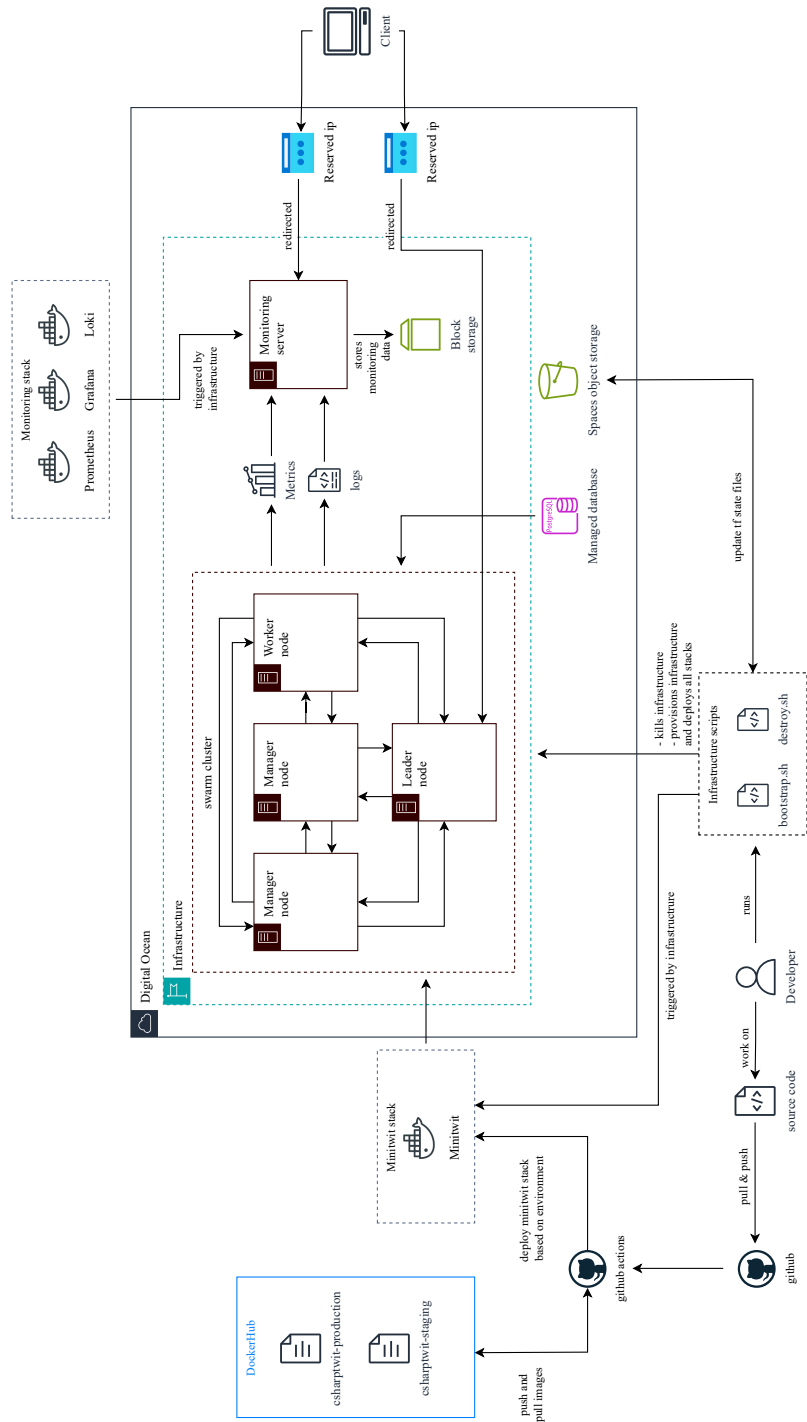 DockerHub
csharptwit-production
csharptwit-staging
push and
pull images
github actions
github
deploy minitwit stack
based on environment
Minitwit stack
Minitwit
pull & push
source code
work on
Developer
runs
triggered by infrastructrure
Infrastructure scripts
bootstrap.sh
destroy.sh
- kills infrastructure
- provisions infrastructure
and deploys all stacks
update tf state files
Digital Ocean
Infrastructure
swarm cluster
Manager
node
Manager
node
Worker
node
Leader
node
Metrics
logs
PostgreSQL
Managed database
Spaces object storage
Monitoring stack
Prometheus
Grafana
Loki
triggered by
infrastructure
Monitoring
server
stores
monitoring
data
Block
storage
redirected
redirected
Reserved ip
Reserved ip
Client